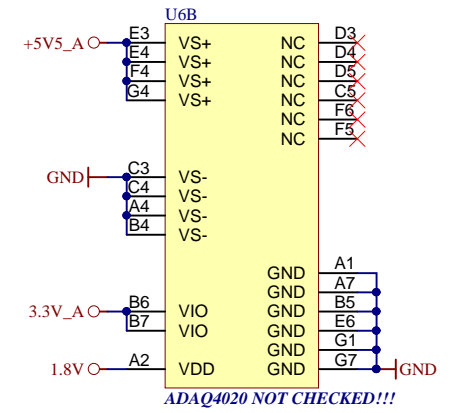 U6B
+5V5_A E3 VS+ NC D3
E4 VS+ NC D4
F4 VS+ NC D5
G4 VS+ NC C5
NC F6
NC F5
GND C3 VS-
C4 VS-
A4 VS-
B4 VS-
GND A1
GND A7
3.3V_A B6 VIO GND B5
B7 VIO GND E6
GND G1
1.8V A2 VDD GND G7 GND
ADAQ4020 NOT CHECKED!!!